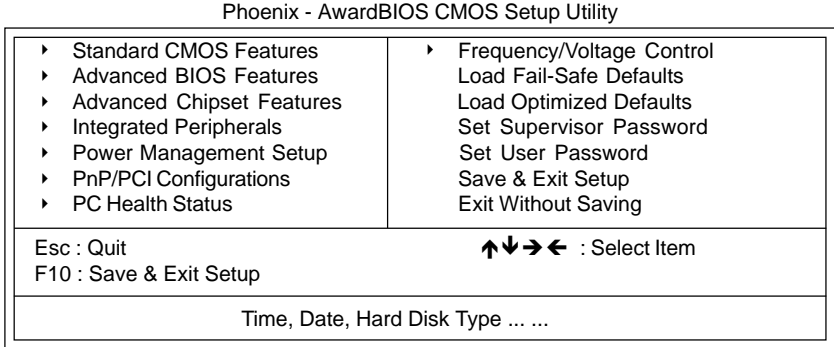 Phoenix - AwardBIOS CMOS Setup Utility
‣ Standard CMOS Features
‣ Advanced BIOS Features
‣ Advanced Chipset Features
‣ Integrated Peripherals
‣ Power Management Setup
‣ PnP/PCI Configurations
‣ PC Health Status
‣ Frequency/Voltage Control
Load Fail-Safe Defaults
Load Optimized Defaults
Set Supervisor Password
Set User Password
Save & Exit Setup
Exit Without Saving
Esc : Quit
F10 : Save & Exit Setup
↑↓→← : Select Item
Time, Date, Hard Disk Type ... ...